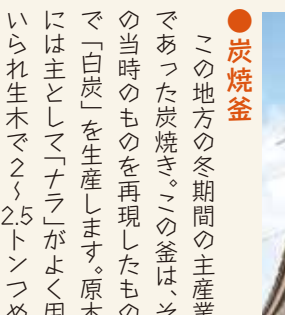 ●炭焼釜
この地方の冬期間の主産業
であった炭焼き。この釜は、そ
の当時のものを再現したもの
で「白炭」を生産します。原木
には主として「ナラ」がよく用
いられ生木で2～2.5トンつめ